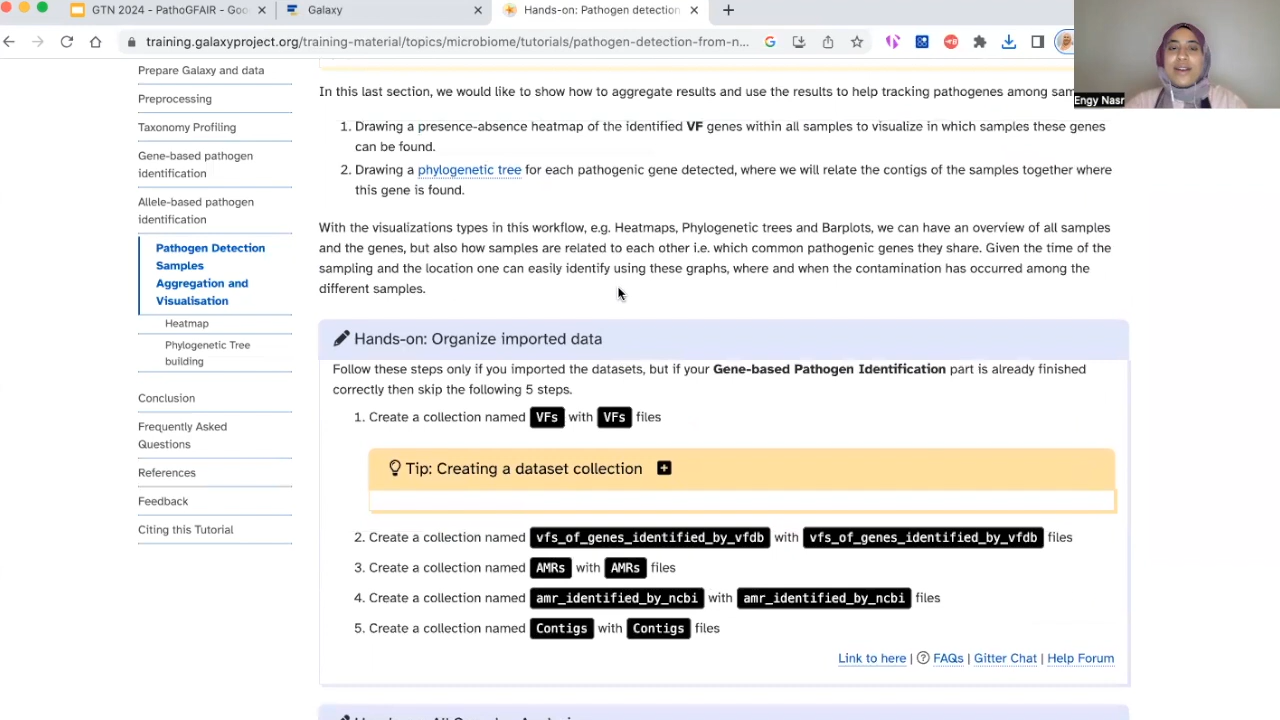 GTN 2024 - PathoGFAIR - Goo
Galaxy
Hands-on: Pathogen detection
training.galaxyproject.org/training-material/topics/microbiome/tutorials/pathogen-detection-from-n...
Engy Nasr
Prepare Galaxy and data
Preprocessing
Taxonomy Profiling
Gene-based pathogen
identification
Allele-based pathogen
identification
Pathogen Detection
Samples
Aggregation and
Visualisation
Heatmap
Phylogenetic Tree
building
Conclusion
Frequently Asked
Questions
References
Feedback
Citing this Tutorial
In this last section, we would like to show how to aggregate results and use the results to help tracking pathogenes among sam
1. Drawing a presence-absence heatmap of the identified VF genes within all samples to visualize in which samples these genes
can be found.
2. Drawing a phylogenetic tree for each pathogenic gene detected, where we will relate the contigs of the samples together where
this gene is found.
With the visualizations types in this workflow, e.g. Heatmaps, Phylogenetic trees and Barplots, we can have an overview of all samples
and the genes, but also how samples are related to each other i.e. which common pathogenic genes they share. Given the time of the
sampling and the location one can easily identify using these graphs, where and when the contamination has occurred among the
different samples.
Hands-on: Organize imported data
Follow these steps only if you imported the datasets, but if your Gene-based Pathogen Identification part is already finished
correctly then skip the following 5 steps.
1. Create a collection named VFs with VFs files
Tip: Creating a dataset collection
2. Create a collection named vfs_of_genes_identified_by_vfdb with vfs_of_genes_identified_by_vfdb files
3. Create a collection named AMRs with AMRs files
4. Create a collection named amr_identified_by_ncbi with amr_identified_by_ncbi files
5. Create a collection named Contigs with Contigs files
Link to here | FAQs | Gitter Chat | Help Forum